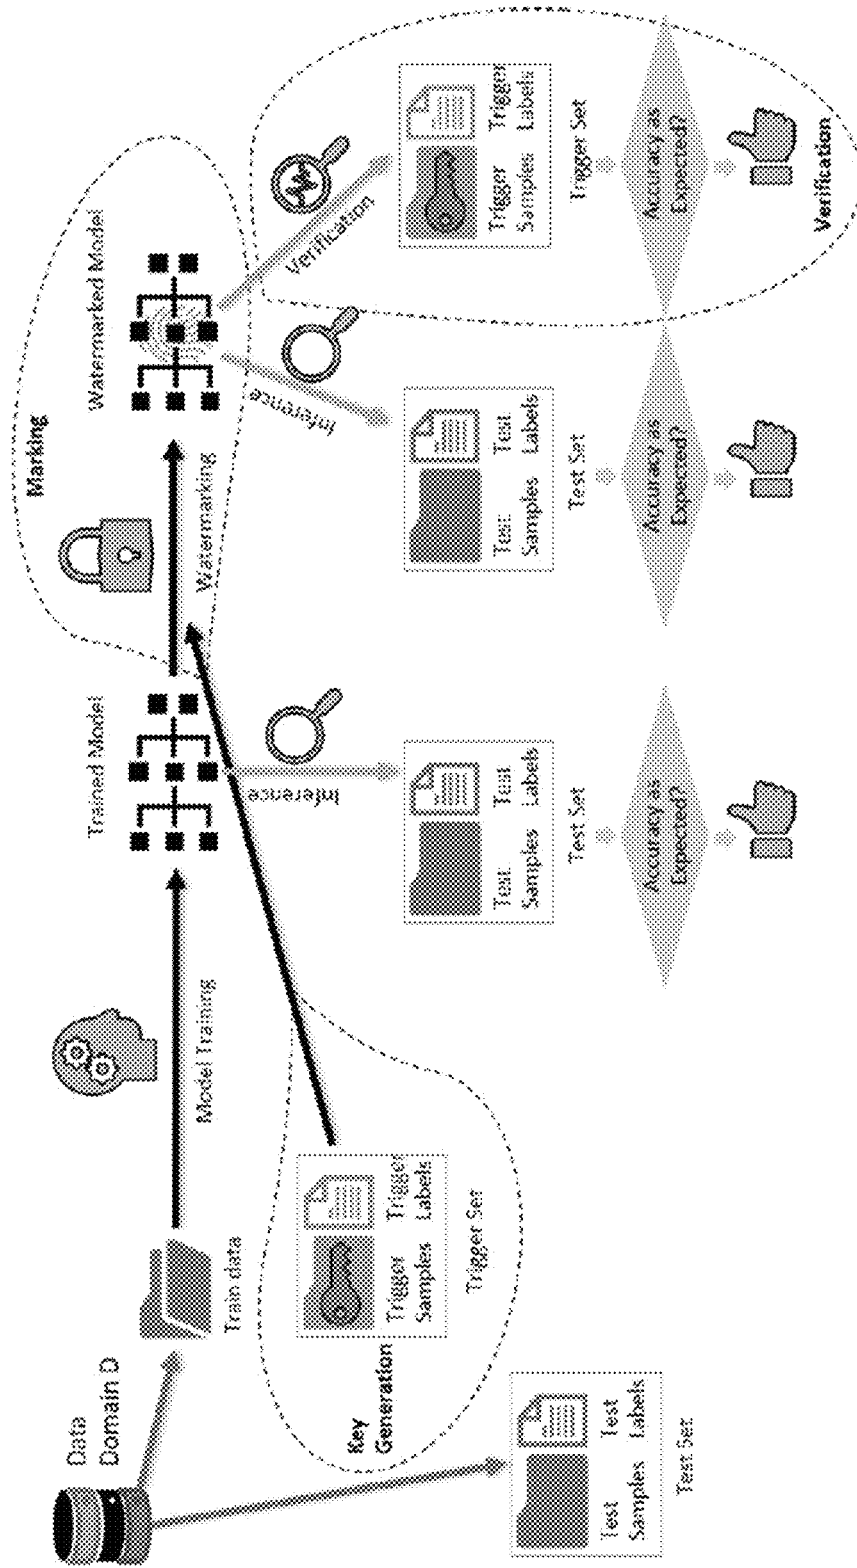 Data
Domain D
Train data
Model Training
Trained Model
Watermarking
Marking
Watermarked Model
Key
Generation
Trigger Trigger
Samples Labels
Trigger Set
Test Test
Samples Labels
Test Set
Inference
Test Test
Samples Labels
Test Set
Accuracy as
Expected?
Inference
Test Test
Samples Labels
Test Set
Accuracy as
Expected?
Verification
Trigger Trigger
Samples Labels
Trigger Set
Accuracy as
Expected?
Verification